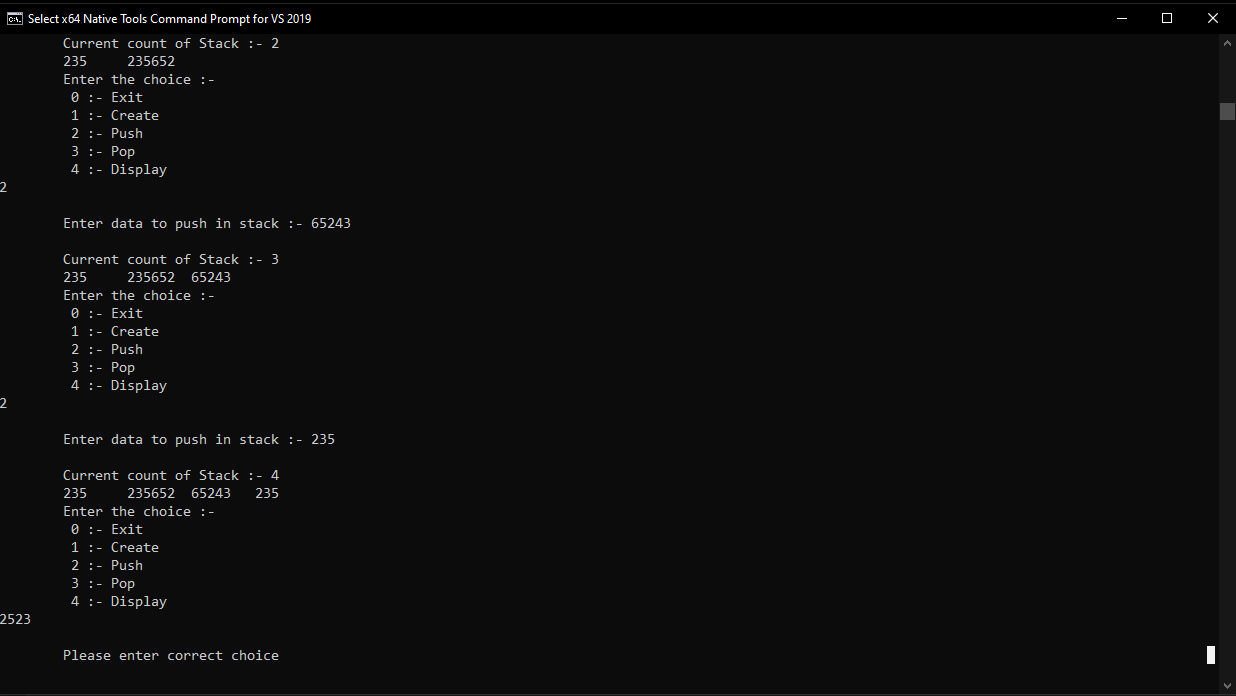 Select x64 Native Tools Command Prompt for VS 2019
Current count of Stack :- 2
235     235652
Enter the choice :-
0 :- Exit
1 :- Create
2 :- Push
3 :- Pop
4 :- Display
2
Enter data to push in stack :- 65243
Current count of Stack :- 3
235     235652  65243
Enter the choice :-
0 :- Exit
1 :- Create
2 :- Push
3 :- Pop
4 :- Display
2
Enter data to push in stack :- 235
Current count of Stack :- 4
235     235652  65243   235
Enter the choice :-
0 :- Exit
1 :- Create
2 :- Push
3 :- Pop
4 :- Display
2523
Please enter correct choice